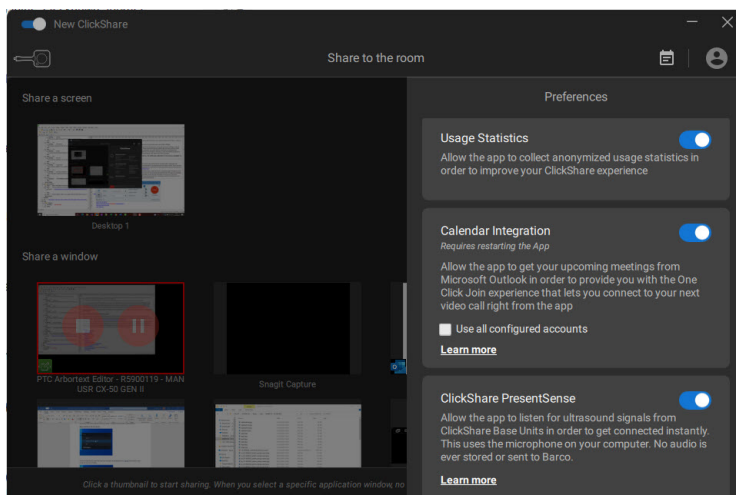 New ClickShare
Share to the room
Share a screen
Desktop 1
Share a window
PTC Arbortext Editor - R5900119 - MAN
USR CX-50 GEN II
Snagit Capture
Click a thumbnail to start sharing. When you select a specific application window, no
Preferences
Usage Statistics
Allow the app to collect anonymized usage statistics in
order to improve your ClickShare experience
Calendar Integration
Requires restarting the App
Allow the app to get your upcoming meetings from
Microsoft Outlook in order to provide you with the One
Click Join experience that lets you connect to your next
video call right from the app
Use all configured accounts
Learn more
ClickShare PresentSense
Allow the app to listen for ultrasound signals from
ClickShare Base Units in order to get connected instantly.
This uses the microphone on your computer. No audio is
ever stored or sent to Barco.
Learn more